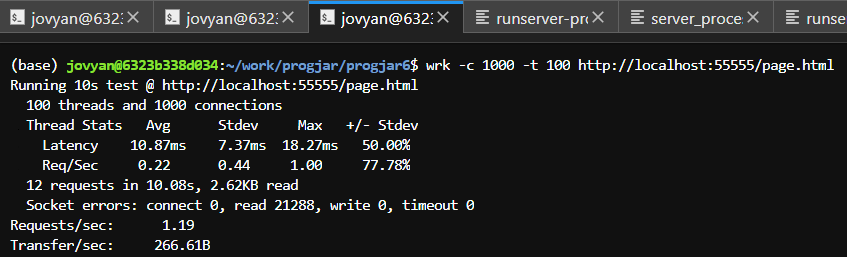 jovyan@6323 jovyan@6323 jovyan@6323 runserver-pro server_proces runse
(base) jovyan@6323b338d034:~/work/progjar/progjar6$ wrk -c 1000 -t 100 http://localhost:55555/page.html
Running 10s test @ http://localhost:55555/page.html
  100 threads and 1000 connections
  Thread Stats   Avg      Stdev     Max   +/- Stdev
    Latency    10.87ms    7.37ms  18.27ms   50.00%
    Req/Sec     0.22      0.44     1.00     77.78%
  12 requests in 10.08s, 2.62KB read
  Socket errors: connect 0, read 21288, write 0, timeout 0
Requests/sec:      1.19
Transfer/sec:     266.61B